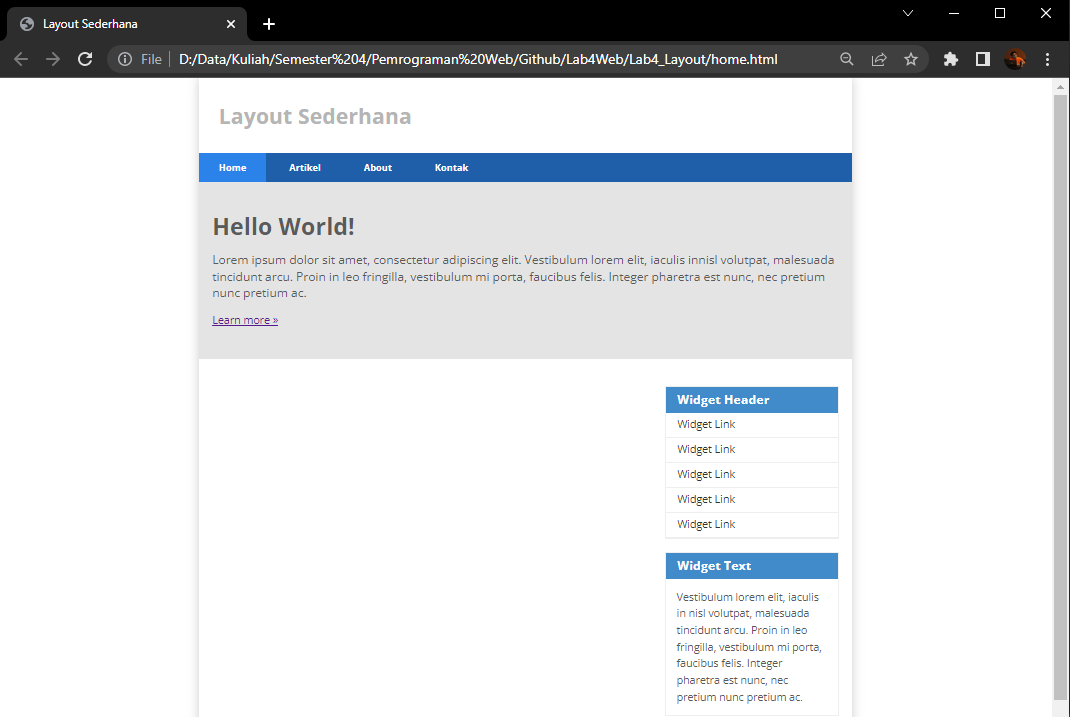 Layout Sederhana
File
D:/Data/Kuliah/Semester%204/Pemrograman%20Web/Github/Lab4Web/Lab4_Layout/home.html
Layout Sederhana
Home Artikel About Kontak
Hello World!
Lorem ipsum dolor sit amet, consectetur adipiscing elit. Vestibulum lorem elit, iaculis innisl volutpat, malesuada
tincidunt arcu. Proin in leo fringilla, vestibulum mi porta, faucibus felis. Integer pharetra est nunc, nec pretium
nunc pretium ac.
Learn more »
Widget Header
Widget Link
Widget Link
Widget Link
Widget Link
Widget Link
Widget Text
Vestibulum lorem elit, iaculis
in nisl volutpat, malesuada
tincidunt arcu. Proin in leo
fringilla, vestibulum mi porta,
faucibus felis. Integer
pharetra est nunc, nec
pretium nunc pretium ac.